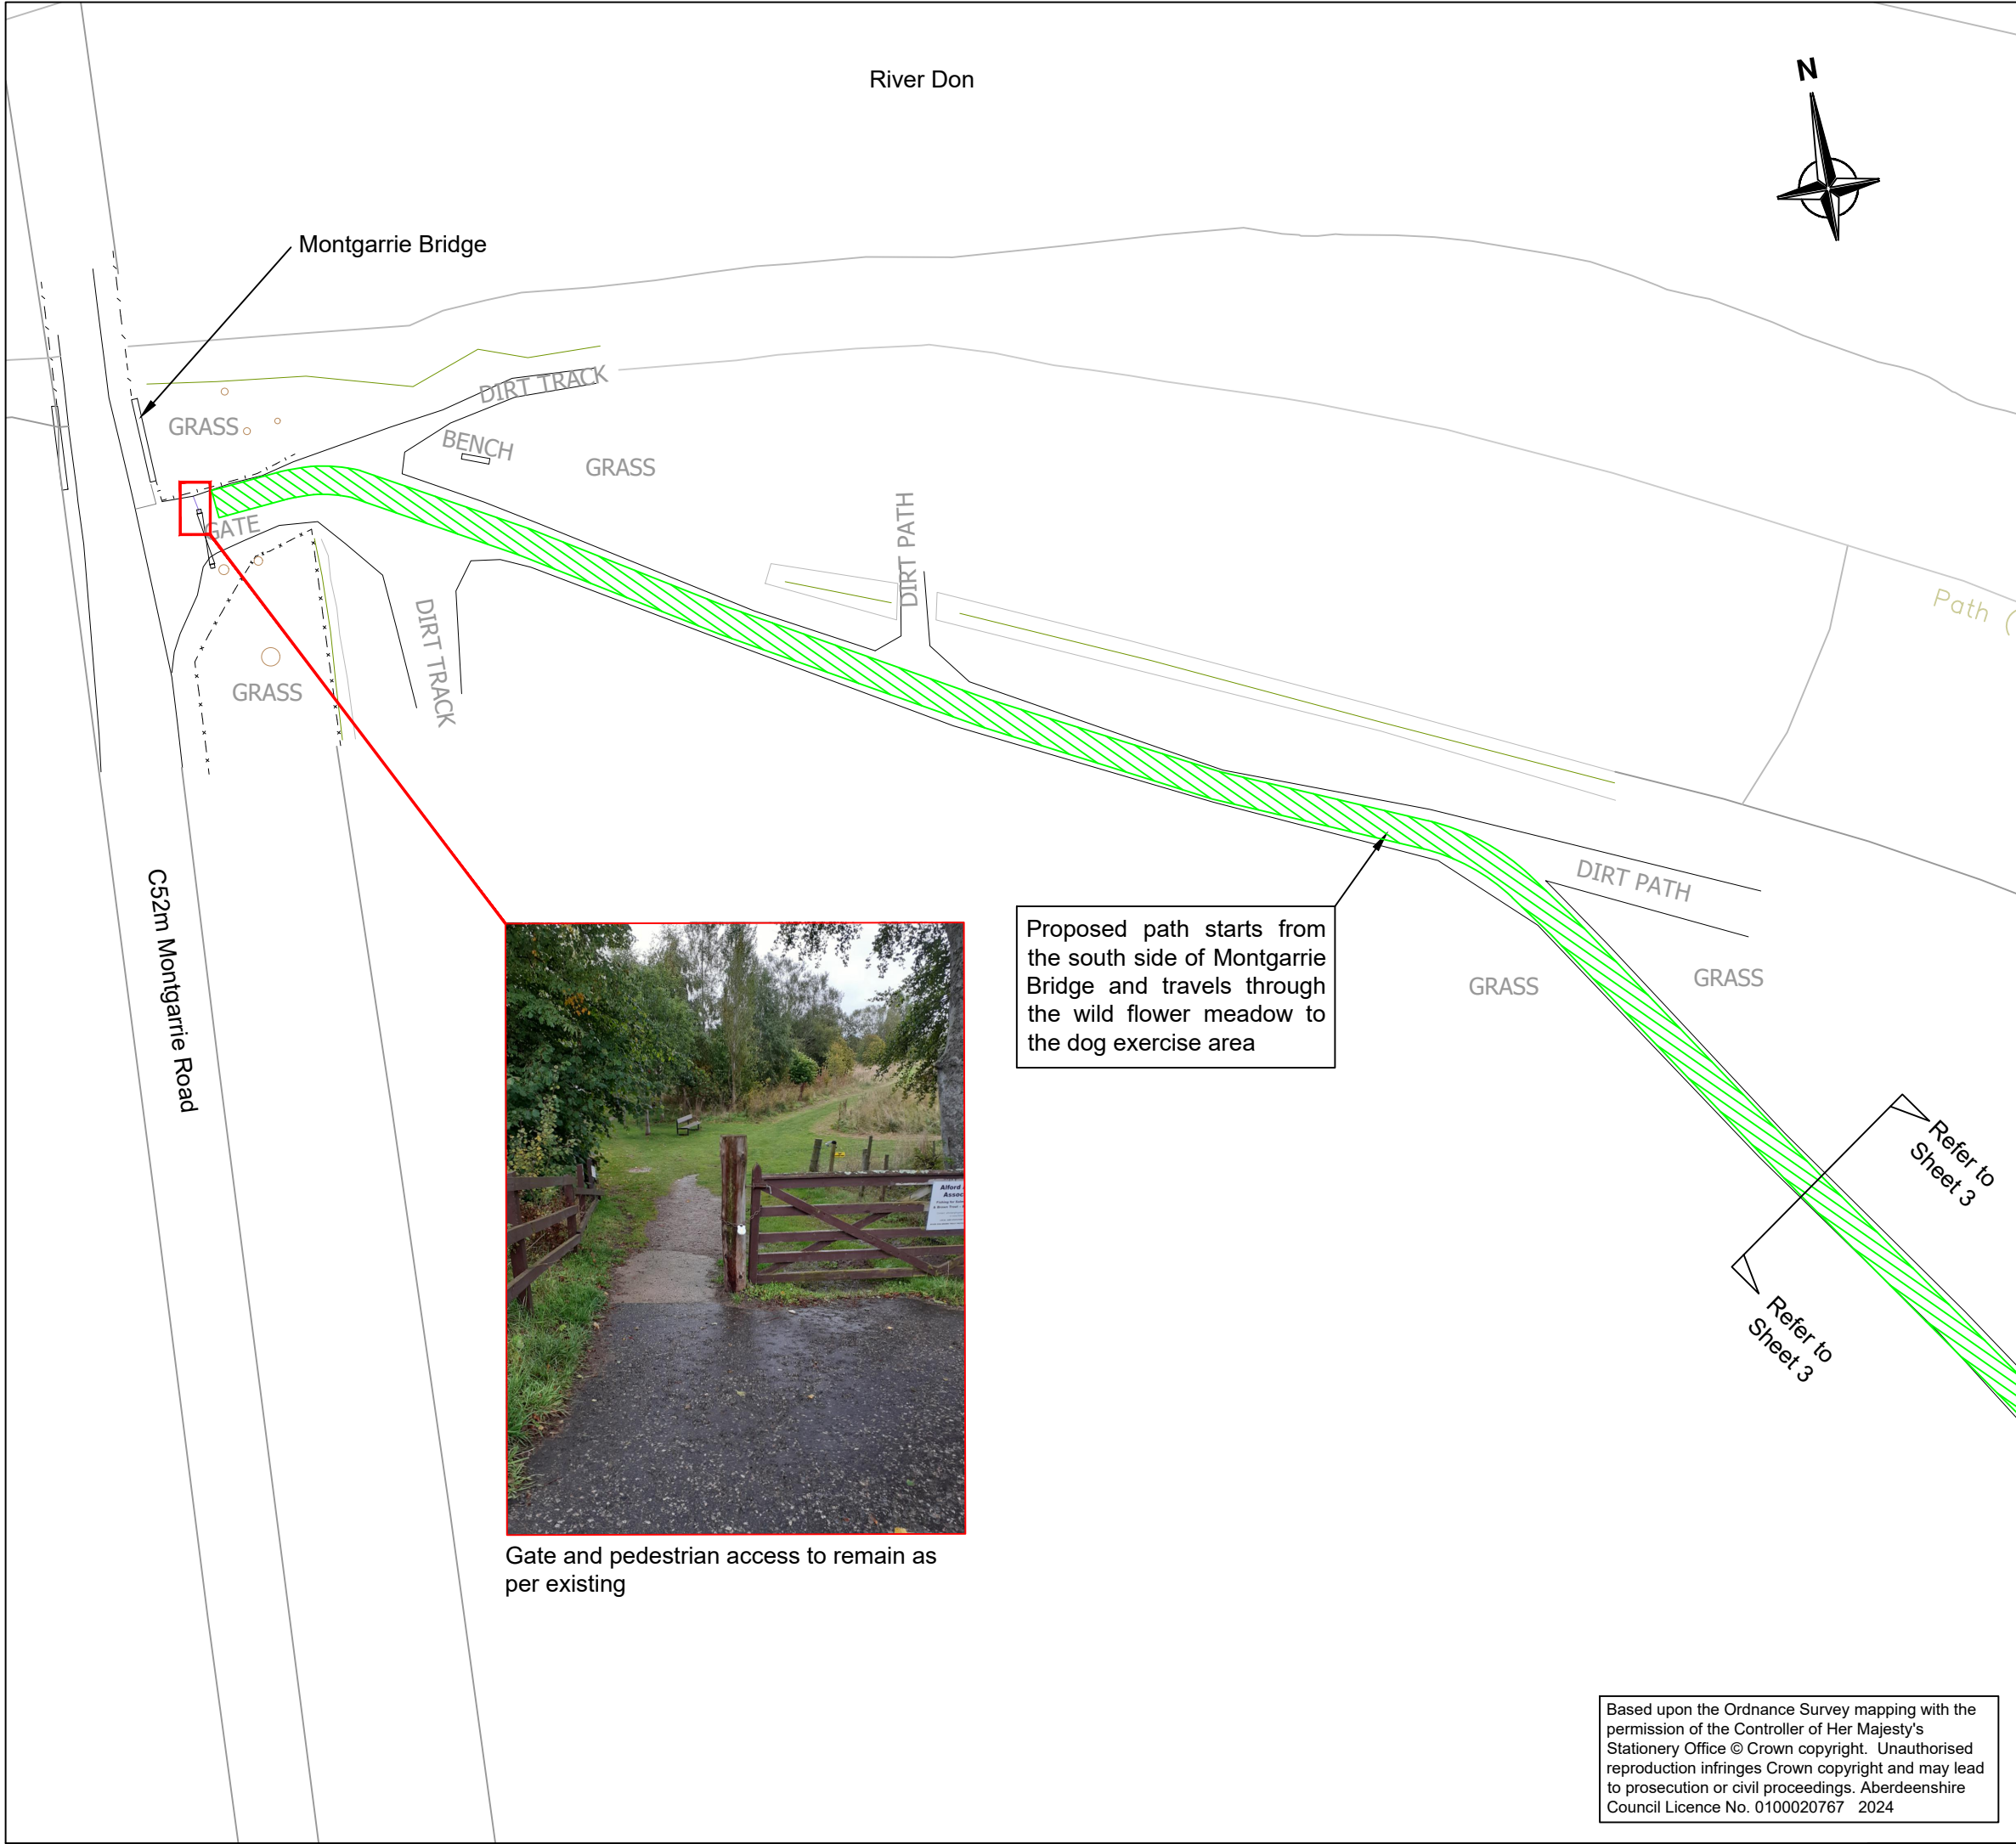 River Don
N
Montgarrie Bridge
DIRT TRACK
GRASS
BENCH
GRASS
GATE
DIRT PATH
DIRT TRACK
GRASS
Path (
C52m Montgarrie Road
DIRT PATH
GRASS
GRASS
Proposed path starts from
the south side of Montgarrie
Bridge and travels through
the wild flower meadow to
the dog exercise area
Refer to
Sheet 3
Refer to
Sheet 3
Alford
Assoc
Gate and pedestrian access to remain as
per existing
Based upon the Ordnance Survey mapping with the
permission of the Controller of Her Majesty's
Stationery Office © Crown copyright.  Unauthorised
reproduction infringes Crown copyright and may lead
to prosecution or civil proceedings. Aberdeenshire
Council Licence No. 0100020767   2024